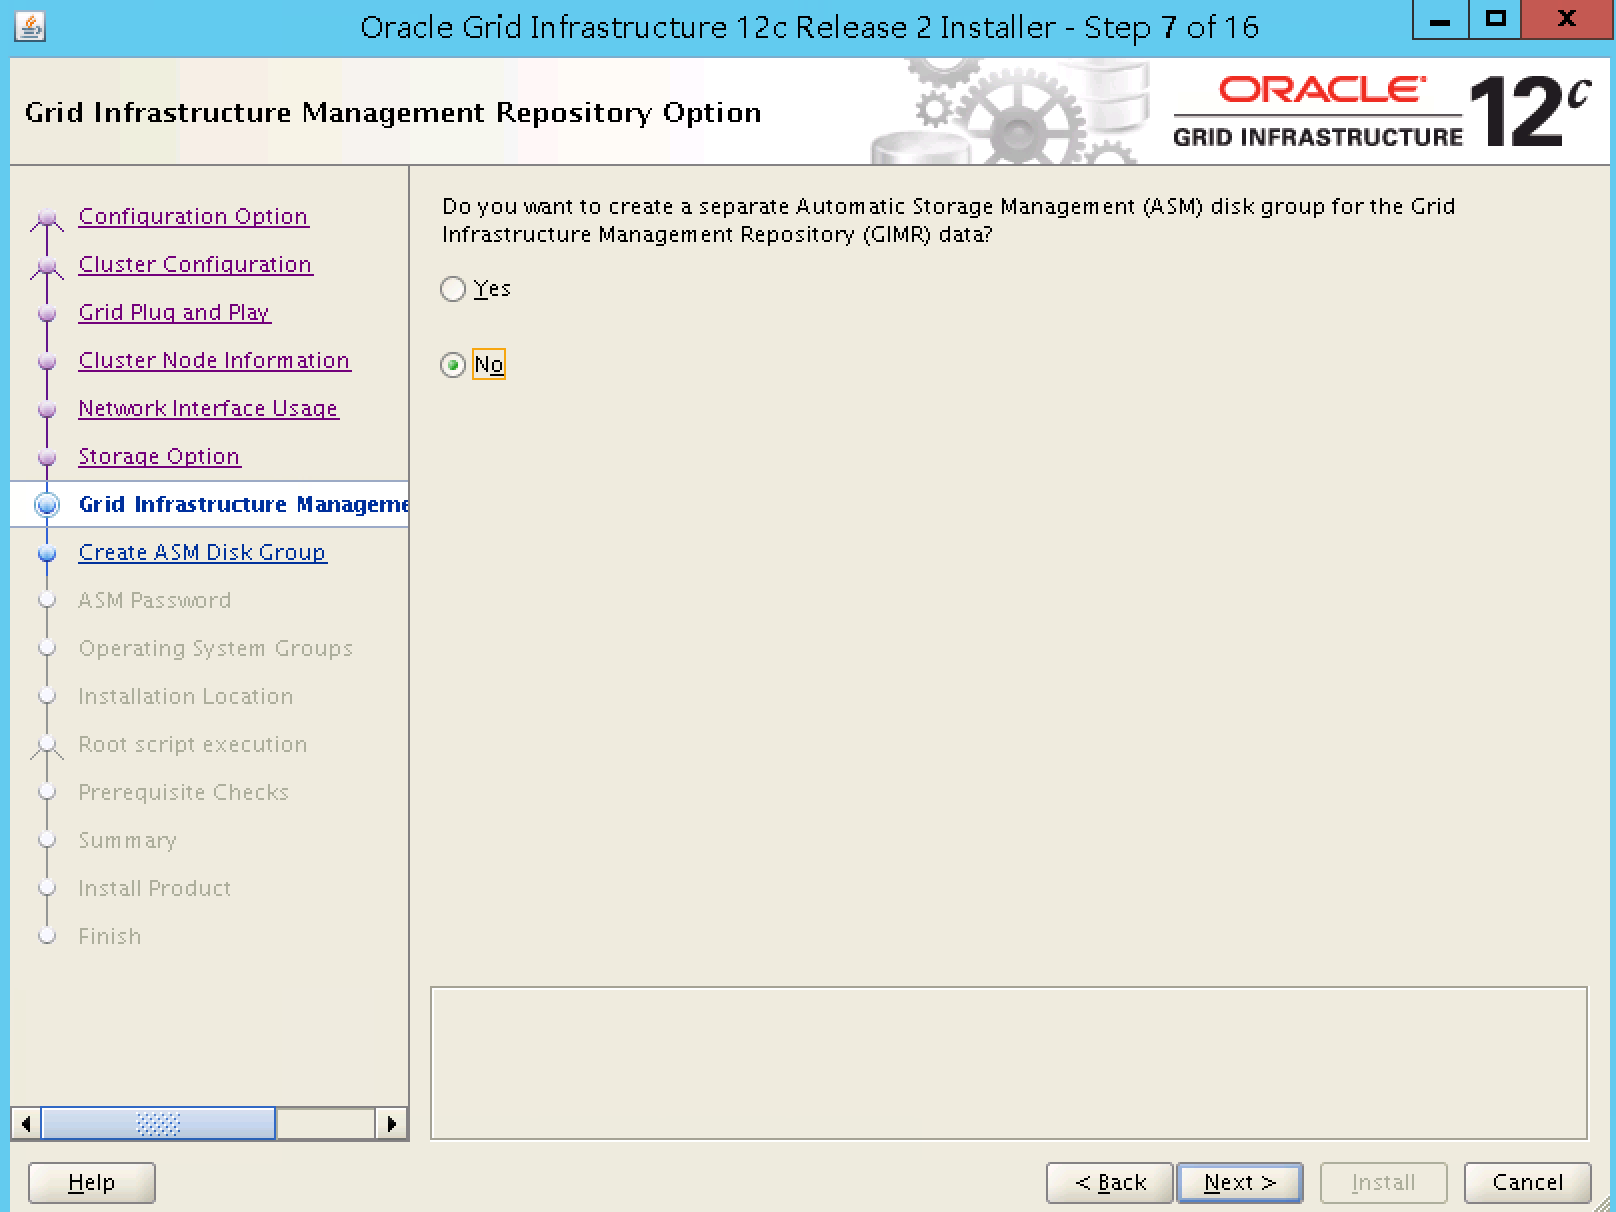 Oracle Grid Infrastructure 12c Release 2 Installer - Step 7 of 16
Grid Infrastructure Management Repository Option
ORACLE
GRID INFRASTRUCTURE
12c
Configuration Option
Cluster Configuration
Grid Plug and Play
Cluster Node Information
Network Interface Usage
Storage Option
Grid Infrastructure Manageme
Create ASM Disk Group
ASM Password
Operating System Groups
Installation Location
Root script execution
Prerequisite Checks
Summary
Install Product
Finish
Do you want to create a separate Automatic Storage Management (ASM) disk group for the Grid
Infrastructure Management Repository (GIMR) data?
Yes
No
Help
< Back
Next >
Install
Cancel